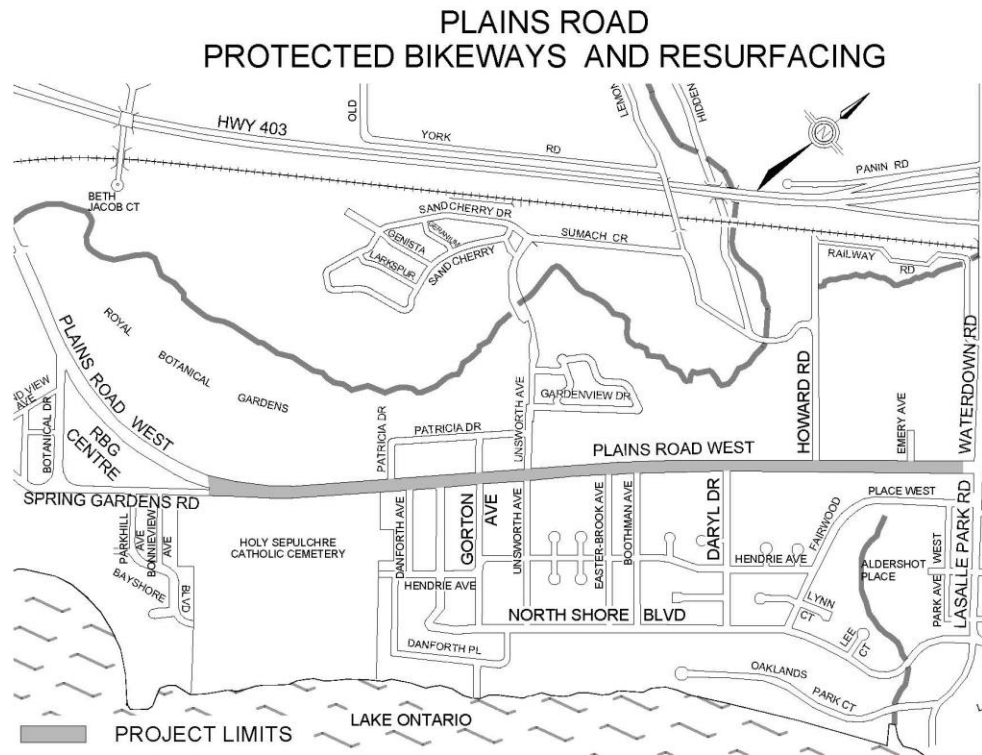 PLAINS ROAD
PROTECTED BIKEWAYS AND RESURFACING
HWY 403
OLD
YORK
RD
LEMON
HIDDEN
PANIN RD
N
BETH
JACOB CT
SAND CHERRY DR
GENISTA
GERANIUM
LARKSPUR
SAND CHERRY
SUMACH CR
RAILWAY
RD
PLAINS ROAD WEST
ROYAL
BOTANICAL
GARDENS
GARDENVIEW DR
HOWARD RD
WATERDOWN RD
EMERY AVE
ND VIEW
AVE
BOTANICAL DR
RBG
CENTRE
PATRICIA DR
PATRICIA DR
UNSWORTH AVE
PLAINS ROAD WEST
SPRING GARDENS RD
PARKHILL
AVE
BONNIEVIEW
AVE
BAYSHORE
BLVD
HOLY SEPULCHRE
CATHOLIC CEMETERY
DANFORTH AVE
GORTON
AVE
UNSWORTH AVE
EASTER-BROOK AVE
BOOTHMAN AVE
DARYL DR
HENDRIE AVE
HENDRIE AVE
FAIRWOOD
PLACE WEST
ALDERSHOT
PLACE
PARK AVE WEST
LASALLE PARK RD
NORTH SHORE BLVD
LYNN
CT
LEE
CT
DANFORTH PL
OAKLANDS
PARK CT
LAKE ONTARIO
PROJECT LIMITS